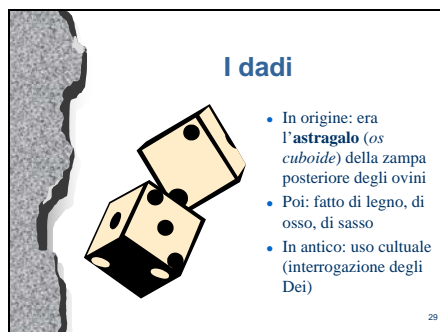 I dadi
• In origine: era
l'astragalo (os
cuboide) della zampa
posteriore degli ovini
• Poi: fatto di legno, di
osso, di sasso
• In antico: uso cultuale
(interrogazione degli
Dei)
29